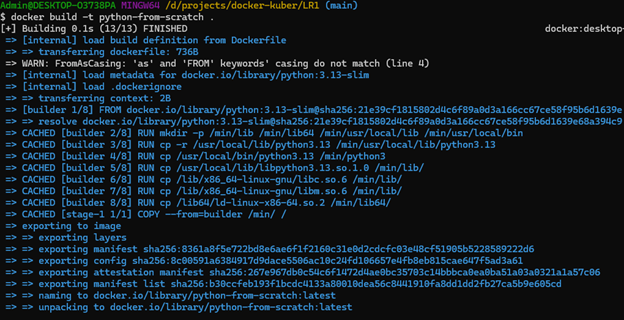 Admin@DESKTOP-O3738PA MINGW64 /d/projects/docker-kuber/LR1 (main)
$ docker build -t python-from-scratch .
[+] Building 0.1s (13/13) FINISHED docker:desktop-
=> [internal] load build definition from Dockerfile
=> => transferring dockerfile: 736B
=> WARN: FromAsCasing: 'as' and 'FROM' keywords' casing do not match (line 4)
=> [internal] load metadata for docker.io/library/python:3.13-slim
=> [internal] load .dockerignore
=> => transferring context: 2B
=> [builder 1/8] FROM docker.io/library/python:3.13-slim@sha256:21e39cf1815802d4c6f89a0d3a166cc67ce58f95b6d1639e
=> => resolve docker.io/library/python:3.13-slim@sha256:21e39cf1815802d4c6f89a0d3a166cc67ce58f95b6d1639e68a394c9
=> CACHED [builder 2/8] RUN mkdir -p /min/lib /min/lib64 /min/usr/local/lib /min/usr/local/bin
=> CACHED [builder 3/8] RUN cp -r /usr/local/lib/python3.13 /min/usr/local/lib/python3.13
=> CACHED [builder 4/8] RUN cp /usr/local/bin/python3.13 /min/python3
=> CACHED [builder 5/8] RUN cp /usr/local/lib/libpython3.13.so.1.0 /min/lib/
=> CACHED [builder 6/8] RUN cp /lib/x86_64-linux-gnu/libc.so.6 /min/lib/
=> CACHED [builder 7/8] RUN cp /lib/x86_64-linux-gnu/libm.so.6 /min/lib/
=> CACHED [builder 8/8] RUN cp /lib64/ld-linux-x86-64.so.2 /min/lib64/
=> CACHED [stage-1 1/1] COPY --from=builder /min/ /
=> exporting to image
=> => exporting layers
=> => exporting manifest sha256:8361a8f5e722bd8e6ae6f1f2160c31e0d2cdcfc03e48cf51905b5228589222d6
=> => exporting config sha256:8c00591a6384917d9dace5506ac10c24fd106657e4fb8eb815cae647f5ad3a61
=> => exporting attestation manifest sha256:267e967db0c54c6f1472d4ae0bc35703c14bbbca0ea0ba51a03a0321a1a57c06
=> => exporting manifest list sha256:b30ccfeb193f1bcdc4133a80010dea56c8441910fa8dd1dd2fb27ca5b9e605cd
=> => naming to docker.io/library/python-from-scratch:latest
=> => unpacking to docker.io/library/python-from-scratch:latest